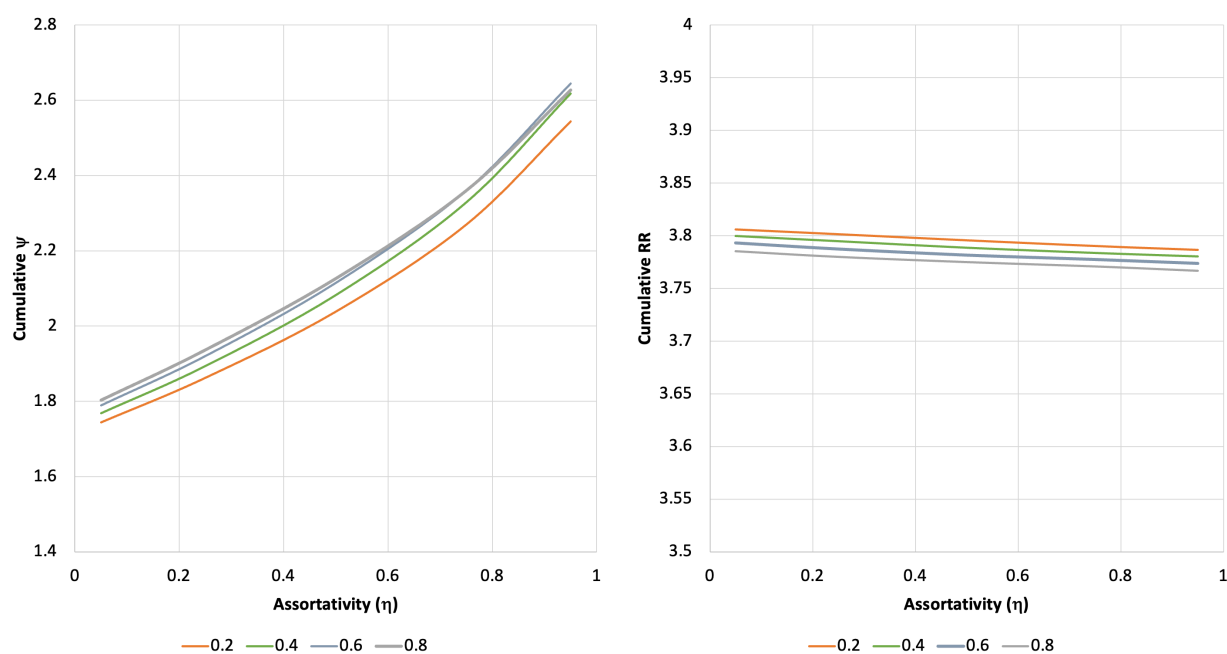 2.8
2.6
2.4
2.2
2
1.8
1.6
1.4
Cumulative ψ
0 0.2 0.4 0.6 0.8 1
Assortativity (η)
0.2 0.4 0.6 0.8
4
3.95
3.9
3.85
3.8
3.75
3.7
3.65
3.6
3.55
3.5
Cumulative RR
0 0.2 0.4 0.6 0.8 1
Assortativity (η)
0.2 0.4 0.6 0.8